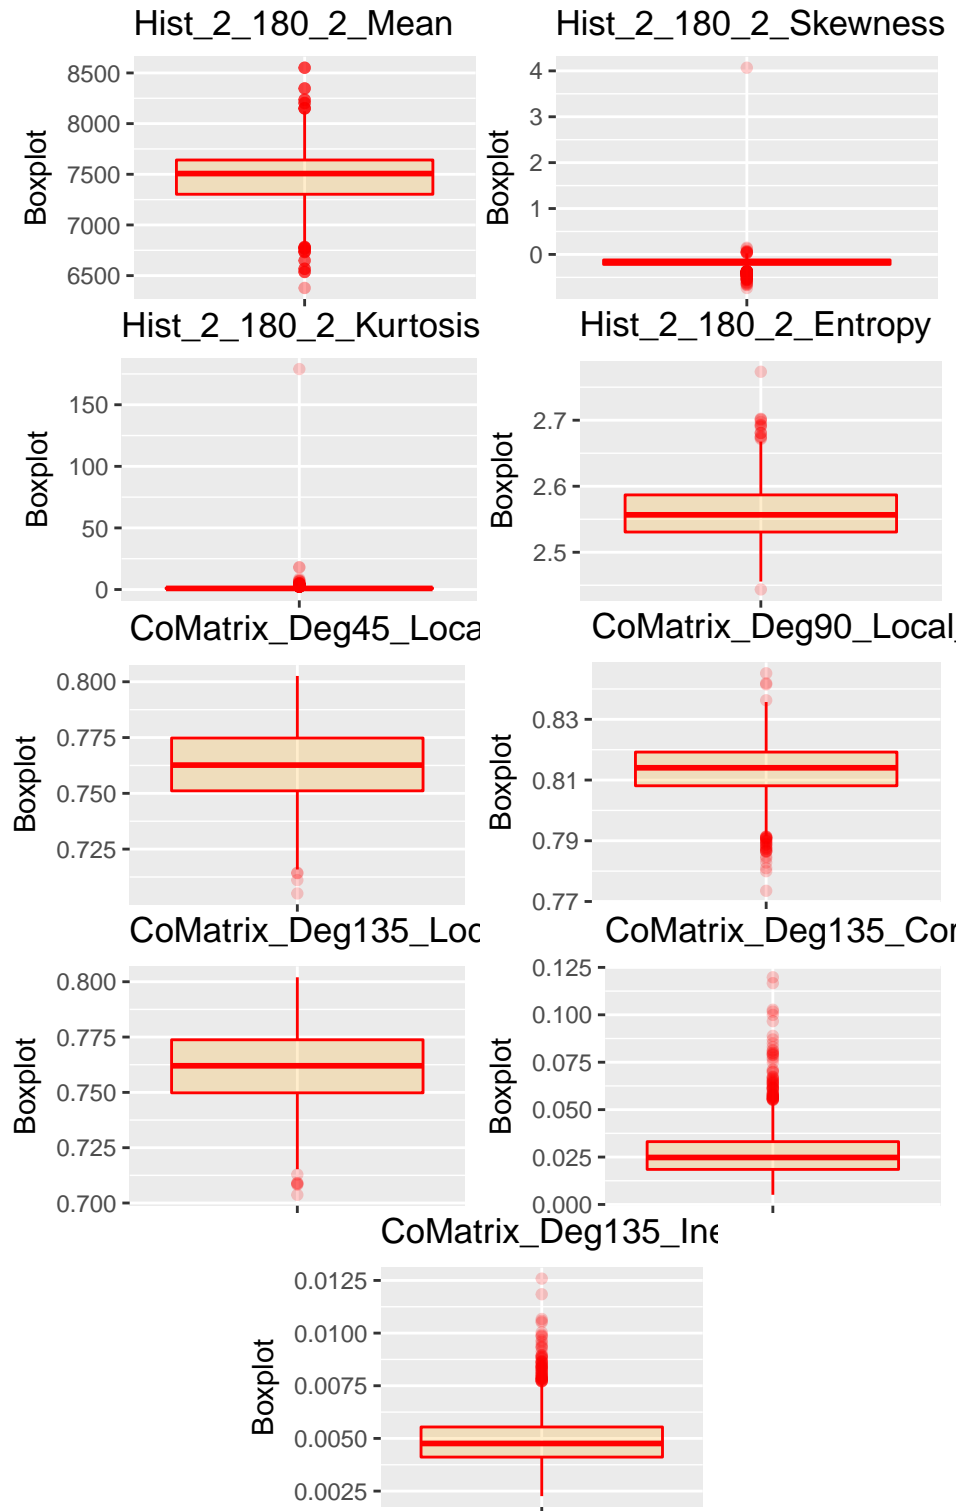 Hist_2_180_2_Mean
Boxplot
8500
8000
7500
7000
6500
Hist_2_180_2_Skewness
Boxplot
4
3
2
1
0
Hist_2_180_2_Kurtosis
Boxplot
150
100
50
0
Hist_2_180_2_Entropy
Boxplot
2.7
2.6
2.5
CoMatrix_Deg45_Loca
Boxplot
0.800
0.775
0.750
0.725
CoMatrix_Deg90_Local_
Boxplot
0.83
0.81
0.79
0.77
CoMatrix_Deg135_Loc
Boxplot
0.800
0.775
0.750
0.725
0.700
CoMatrix_Deg135_Cor
Boxplot
0.125
0.100
0.075
0.050
0.025
0.000
CoMatrix_Deg135_Ine
Boxplot
0.0125
0.0100
0.0075
0.0050
0.0025